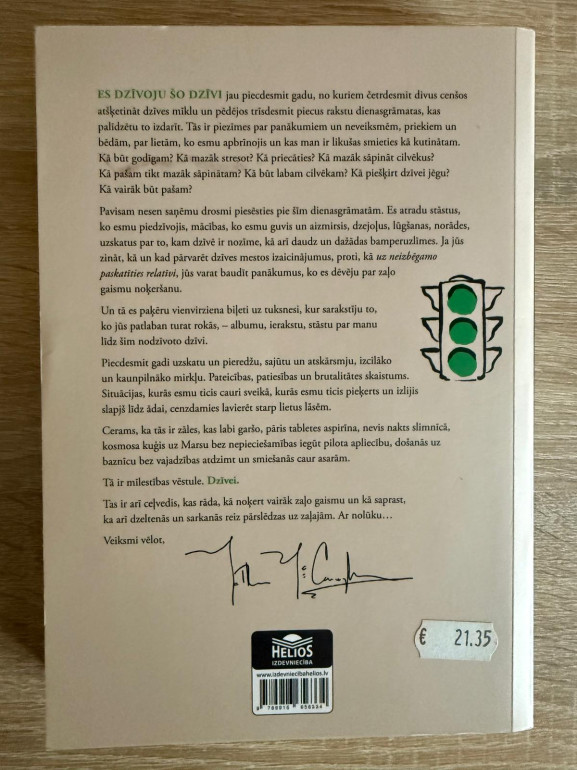 ES DZĪVOJU ŠO DZĪVI jau piecdesmit gadu, no kuriem četrdesmit divus cenšos
atšķetināt dzīves mīklu un pēdējos trīsdesmit piecus rakstu dienasgrāmatas, kas
palīdzētu to izdarīt. Tās ir piezīmes par panākumiem un neveiksmēm, priekiem un
bēdām, par lietām, ko esmu apbrīnojis un kas man ir likušas smieties kā kutinātam.
Kā būt godīgam? Kā mazāk stresot? Kā priecāties? Kā mazāk sāpināt cilvēkus?
Kā pašam tikt mazāk sāpinātam? Kā būt labam cilvēkam? Kā piešķirt dzīvei jēgu?
Kā vairāk būt pašam?
Pavisam nesen saņēmu drosmi piesēsties pie šīm dienasgrāmatām. Es atradu stāstus,
ko esmu piedzīvojis, mācības, ko esmu guvis un aizmirsis, dzejoļus, lūgšanas, norādes,
uzskatus par to, kam dzīvē ir nozīme, kā arī daudz un dažādas bamperuzlīmes. Ja jūs
zināt, kā un kad pārvarēt dzīves mestos izaicinājumus, proti, kā uz neizbēgamo
paskatīties relatīvi, jūs varat baudīt panākumus, ko es dēvēju par zaļo
gaismu noķeršanu.
Un tā es paķēru vienvirziena biļeti uz tuksnesi, kur sarakstīju to,
ko jūs patlaban turat rokās, – albumu, ierakstu, stāstu par manu
līdz šim nodzīvoto dzīvi.
Piecdesmit gadi uzskatu un pieredžu, sajūtu un atskārsmju, izcilāko
un kaunpilnāko mirkļu. Pateicības, patiesības un brutalitātes skaistums.
Situācijas, kurās esmu ticis cauri sveikā, kurās esmu ticis pieķerts un izlijis
slapjš līdz ādai, cenzdamies lavierēt starp lietus lāsēm.
Cerams, ka tās ir zāles, kas labi garšo, pāris tabletes aspirīna, nevis nakts slimnīcā,
kosmosa kuģis uz Marsu bez nepieciešamības iegūt pilota apliecību, došanās uz
baznīcu bez vajadzības atdzimt un smiešanās caur asarām.
Tā ir mīlestības vēstule. Dzīvei.
Tas ir arī ceļvedis, kas rāda, kā noķert vairāk zaļo gaismu un kā saprast,
ka arī dzeltenās un sarkanās reiz pārslēdzas uz zaļajām. Ar nolūku…
Veiksmi vēlot,
€ 21.35
HELIOS
IZDEVNIECĪBA
www.izdevniecibahelios.lv